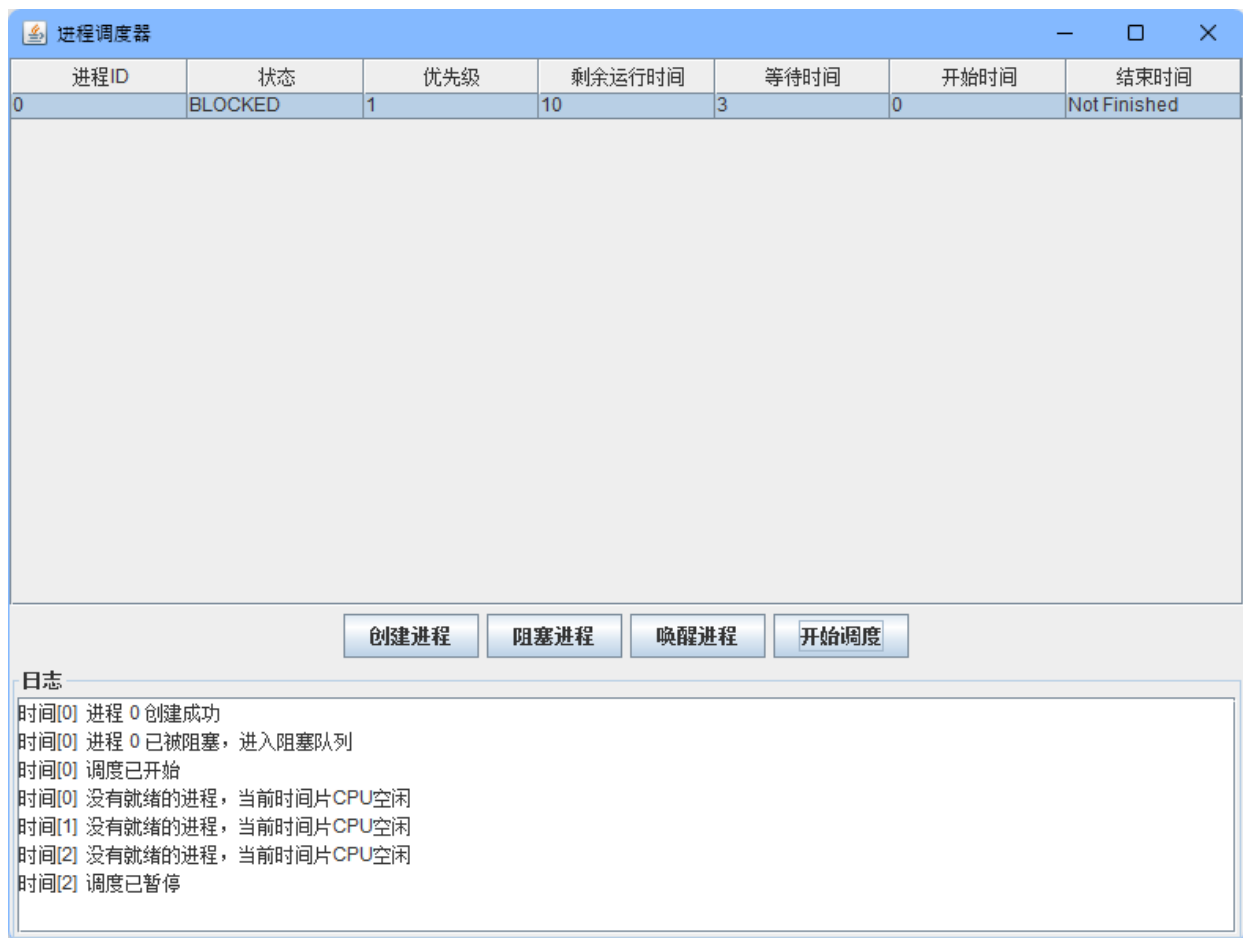 进程调度器
进程ID 状态 优先级 剩余运行时间 等待时间 开始时间 结束时间
0 BLOCKED 1 10 3 0 Not Finished
创建进程 阻塞进程 唤醒进程 开始调度
日志
时间[0] 进程 0 创建成功
时间[0] 进程 0 已被阻塞，进入阻塞队列
时间[0] 调度已开始
时间[0] 没有就绪的进程，当前时间片CPU空闲
时间[1] 没有就绪的进程，当前时间片CPU空闲
时间[2] 没有就绪的进程，当前时间片CPU空闲
时间[2] 调度已暂停